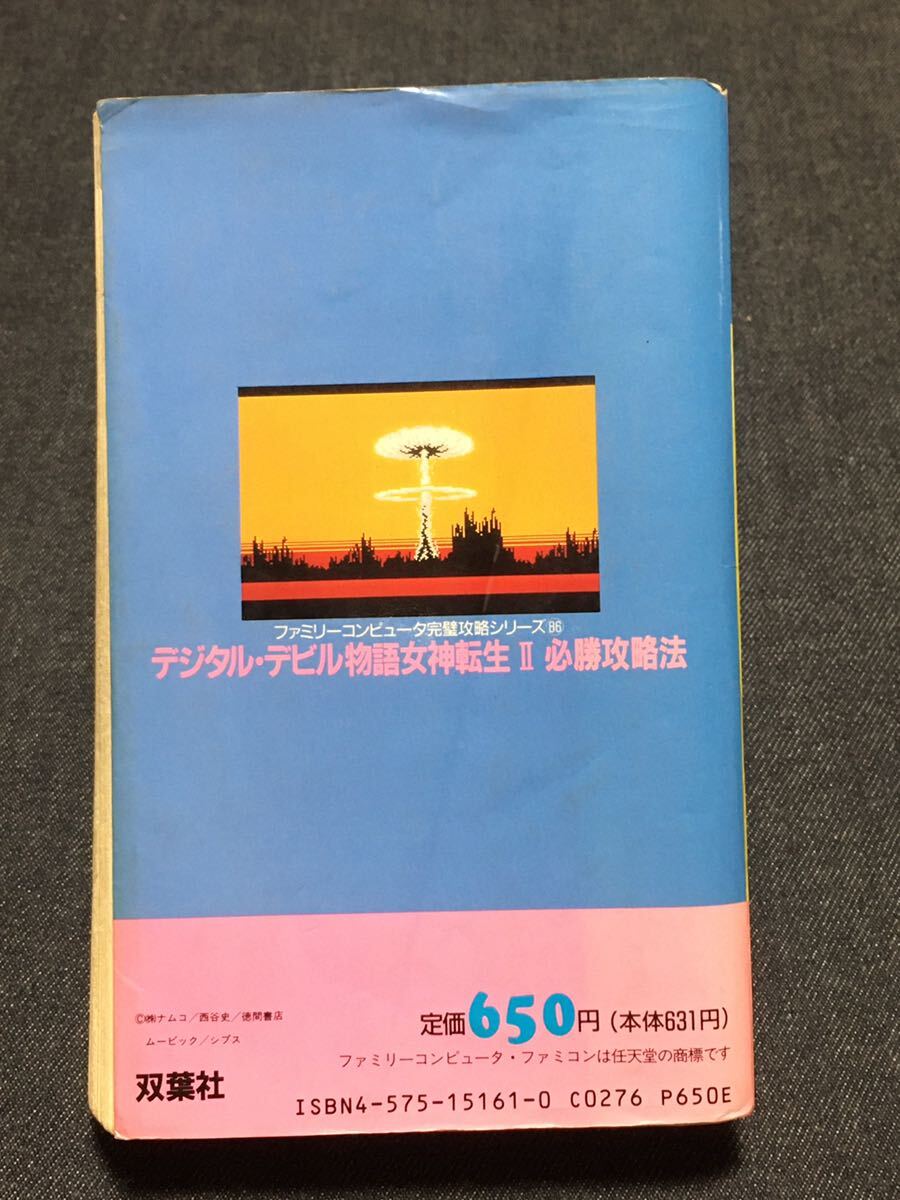 ファミリーコンピュータ完璧攻略シリーズ86
デジタル・デビル物語女神転生Ⅱ必勝攻略法
©㈱ナムコ/西谷史/徳間書店
ムービック/シブス
双葉社
定価650円(本体631円)
ファミリーコンピュータ・ファミコンは任天堂の商標です
ISBN4-575-15161-0 C0276 P650E